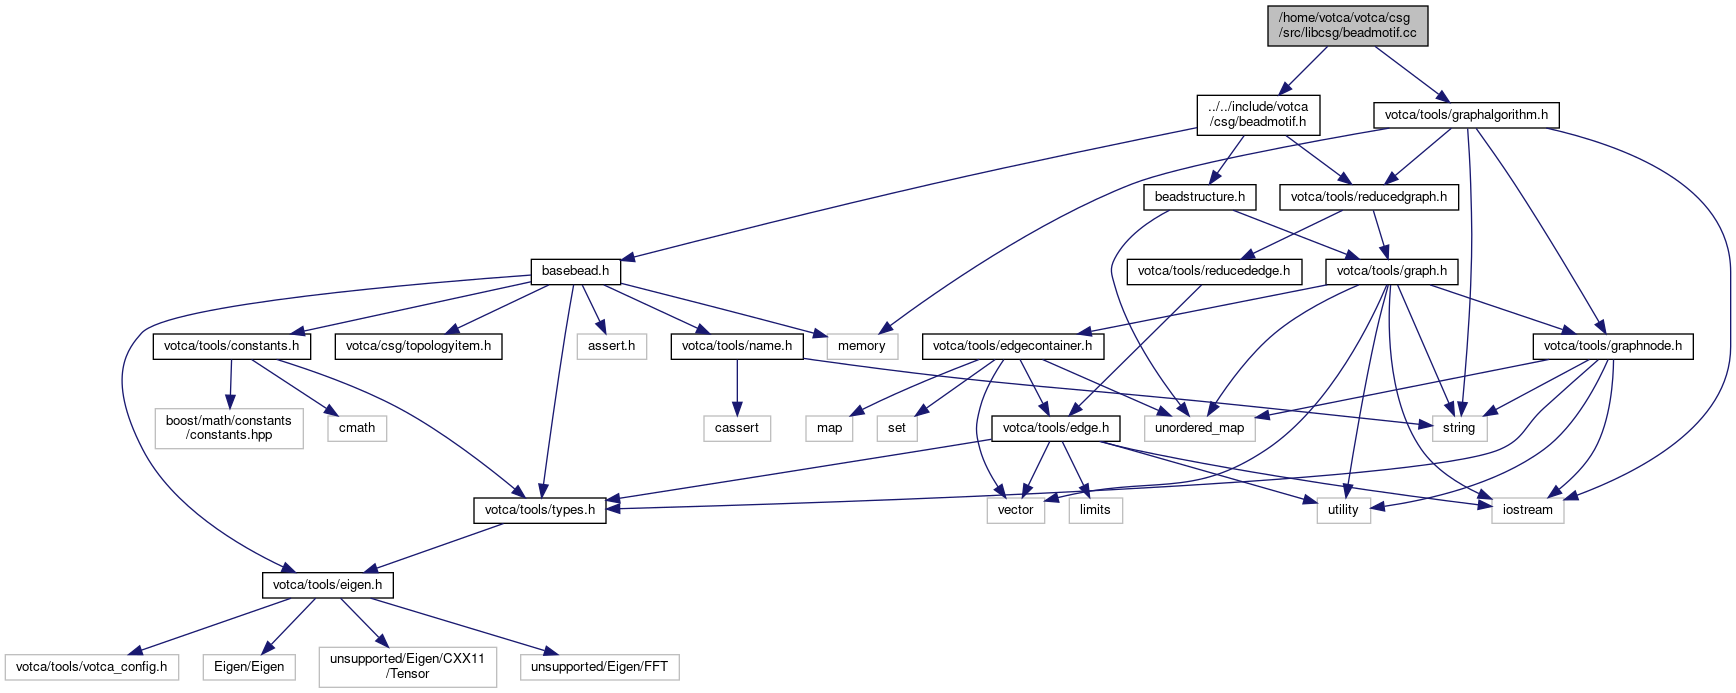 /home/votca/votca/csg
/src/libcsg/beadmotif.cc
../../include/votca
/csg/beadmotif.h
votca/tools/graphalgorithm.h
beadstructure.h
votca/tools/reducedgraph.h
basebead.h
votca/tools/reducededge.h
votca/tools/graph.h
votca/tools/constants.h
votca/csg/topologyitem.h
assert.h
votca/tools/name.h
memory
votca/tools/edgecontainer.h
votca/tools/graphnode.h
boost/math/constants
/constants.hpp
cmath
cassert
map
set
votca/tools/edge.h
unordered_map
string
votca/tools/types.h
vector
limits
utility
iostream
votca/tools/eigen.h
votca/tools/votca_config.h
Eigen/Eigen
unsupported/Eigen/CXX11
/Tensor
unsupported/Eigen/FFT